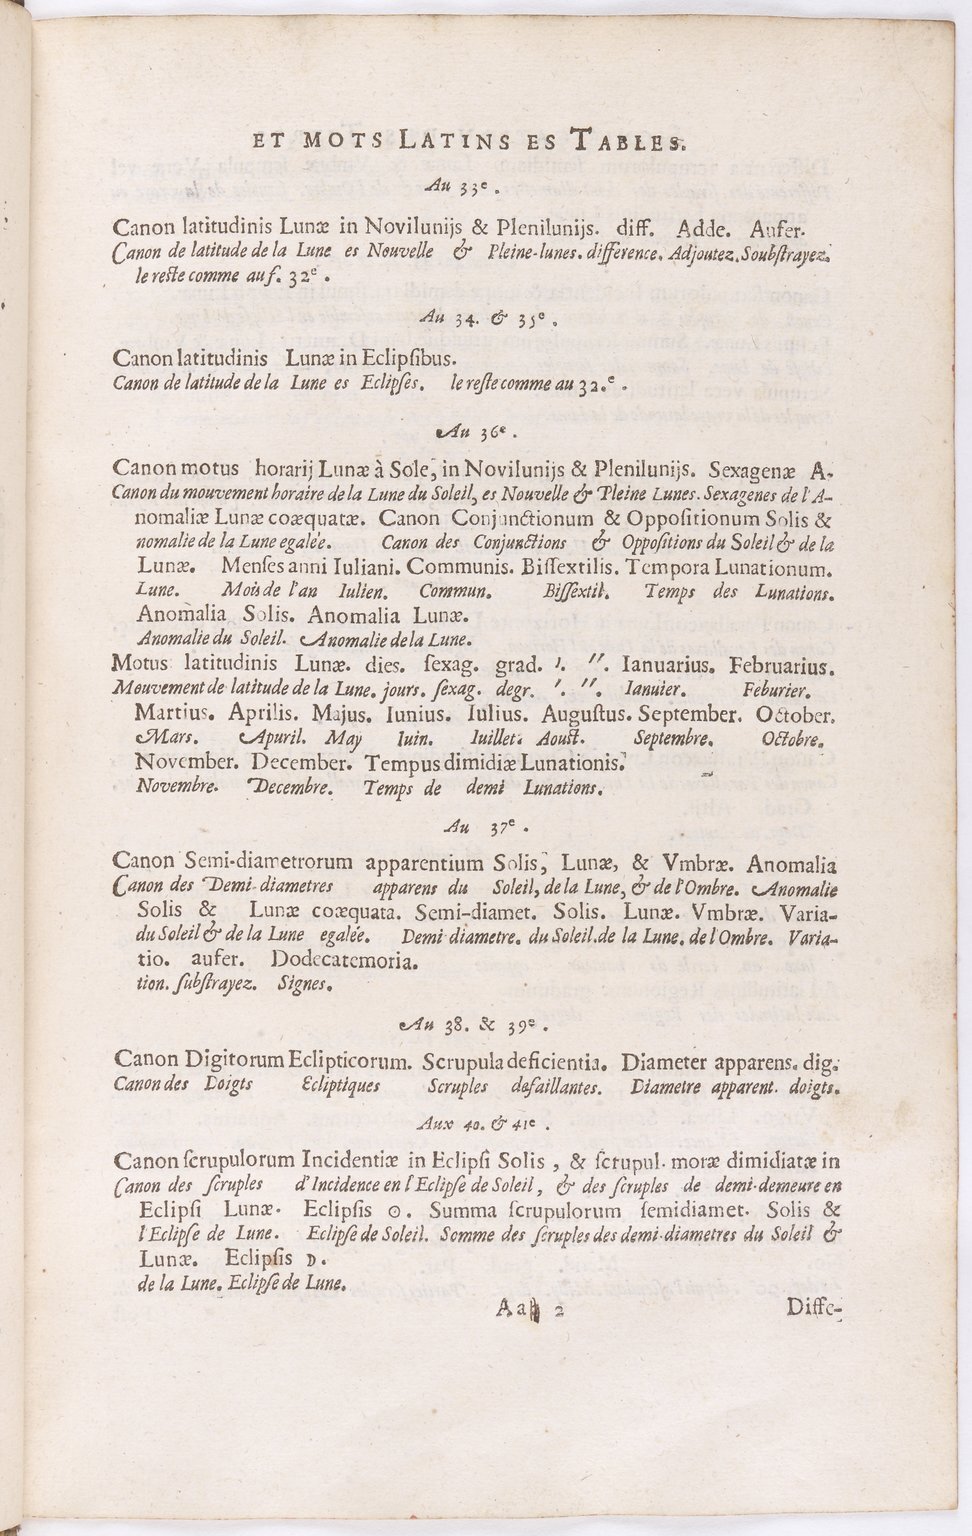 ET MOTS LATINS ES TABLES.
Au 33e.
Canon latitudinis Lunæ in Novilunijs & Plenilunijs. diff. Adde. Aufer.
Canon de latitude de la Lune es Nouvelle & Pleine-lunes. difference. Adjoutez. Soubſtrayez.
le reſte comme au ſ. 32e.
Au 34. & 35e.
Canon latitudinis Lunæ in Eclipſibus.
Canon de latitude de la Lune es Eclipſes. le reſte comme au 32.e.
Au 36e.
Canon motus horarij Lunæ à Sole, in Novilunijs & Plenilunijs. Sexagenæ A-
Canon du mouvement horaire de la Lune du Soleil, es Nouvelle & Pleine Lunes. Sexagenes de l'A-
nomaliæ Lunæ coæquatæ. Canon Conjunctionum & Oppoſitionum Solis &
nomalie de la Lune egalée. Canon des Conjunctions & Oppoſitions du Soleil & de la
Lunæ. Menſes anni Iuliani. Communis. Biſſextilis. Tempora Lunationum.
Lune. Mois de l'an Iulien. Commun. Biſſextil. Temps des Lunations.
Anomalia Solis. Anomalia Lunæ.
Anomalie du Soleil. Anomalie de la Lune.
Motus latitudinis Lunæ. dies. ſexag. grad. ′. ″. Ianuarius. Februarius.
Mouvement de latitude de la Lune. jours. ſexag. degr. ′. ″. Ianuier. Feburier.
Martius. Aprilis. Majus. Iunius. Iulius. Auguſtus. September. October.
Mars. Apuril. May Iuin. Iuillet. Aouſt. Septembre. Octobre.
November. December. Tempus dimidiæ Lunationis.
Novembre. Decembre. Temps de demi Lunations.
Au 37e.
Canon Semi-diametrorum apparentium Solis, Lunæ, & Vmbræ. Anomalia
Canon des Demi-diametres apparens du Soleil, de la Lune, & de l'Ombre. Anomalie
Solis & Lunæ coæquata. Semi-diamet. Solis. Lunæ. Vmbræ. Varia-
du Soleil & de la Lune egalée. Demi diametre. du Soleil. de la Lune. de l'Ombre. Varia-
tio. aufer. Dodecatemoria.
tion. ſubſtrayez. Signes.
Au 38. & 39e.
Canon Digitorum Eclipticorum. Scrupula deficientia. Diameter apparens. dig.
Canon des Doigts Ecliptiques Scruples defaillantes. Diametre apparent. doigts.
Aux 40. & 41e.
Canon ſcrupulorum Incidentiæ in Eclipſi Solis, & ſcrupul. moræ dimidiatæ in
Canon des ſcruples d'Incidence en l'Eclipſe de Soleil, & des ſcruples de demi-demeure en
Eclipſi Lunæ. Eclipſis ☉. Summa ſcrupulorum ſemidiamet. Solis &
l'Eclipſe de Lune. Eclipſe de Soleil. Somme des ſcruples des demi-diametres du Soleil &
Lunæ. Eclipſis ☽.
de la Lune. Eclipſe de Lune.
Aa 2 Diffe-